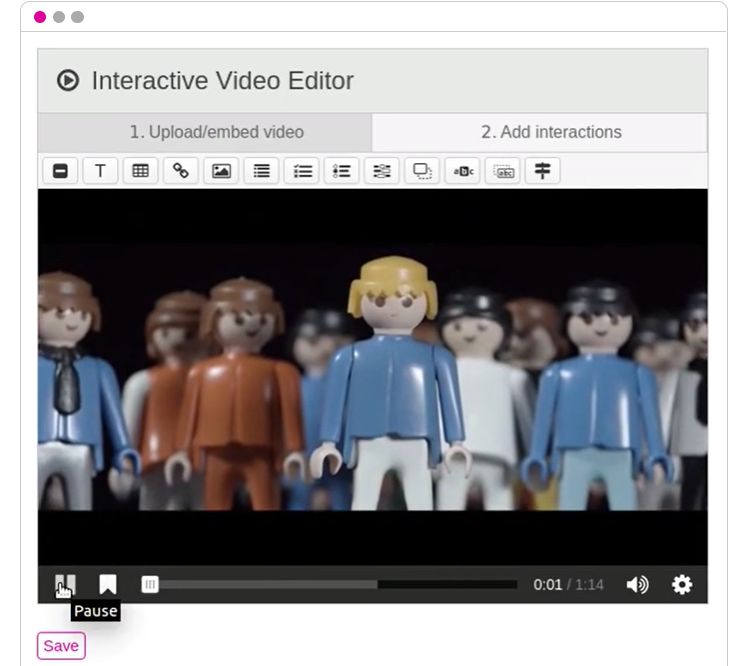 Interactive Video Editor
1. Upload/embed video
2. Add interactions
T
abc
abc
0:01 / 1:14
Pause
Save